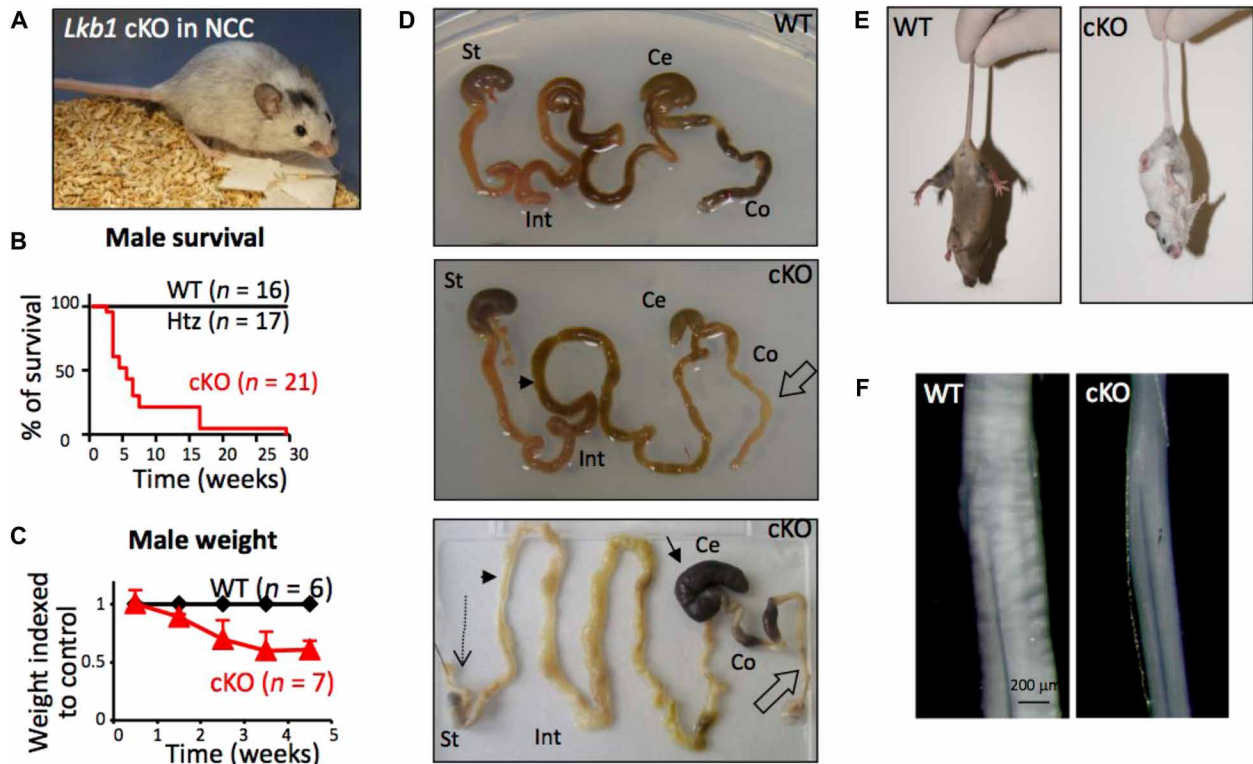 A
Lkb1 cKO in NCC
B
Male survival
WT (n = 16)
Htz (n = 17)
cKO (n = 21)
% of survival
100
50
0
0 5 10 15 20 25 30
Time (weeks)
C
Male weight
WT (n = 6)
cKO (n = 7)
Weight indexed
to control
1
0.5
0
0 1 2 3 4 5
Time (weeks)
D
WT
St
Ce
Int
Co
cKO
St
Ce
Co
Int
cKO
Ce
Co
St
Int
E
WT
cKO
F
WT
cKO
200 µm